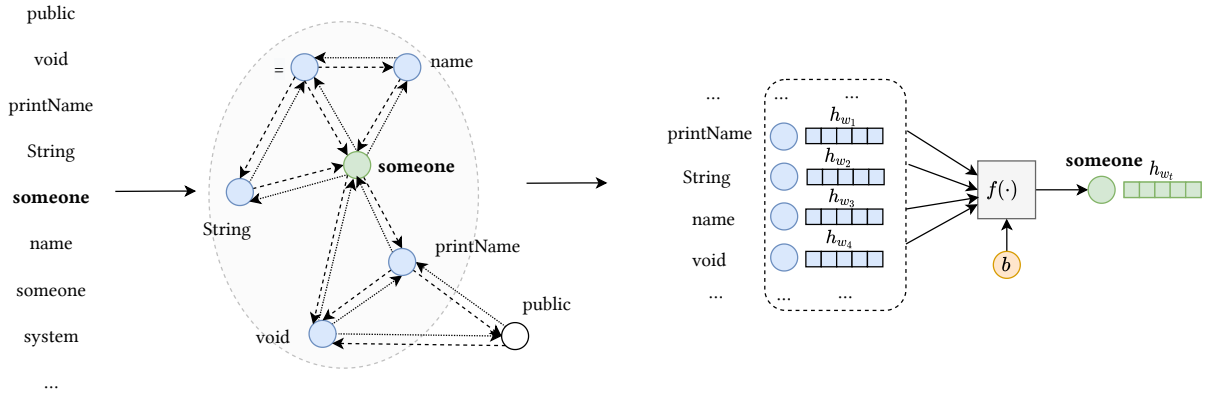 public
void
printName
String
someone
name
someone
system
...
=
name
someone
String
printName
public
void
... ... ...
printName h_{w_1}
String h_{w_2}
name h_{w_3}
void h_{w_4}
... ... ...
f(·)
b
someone h_{w_t}